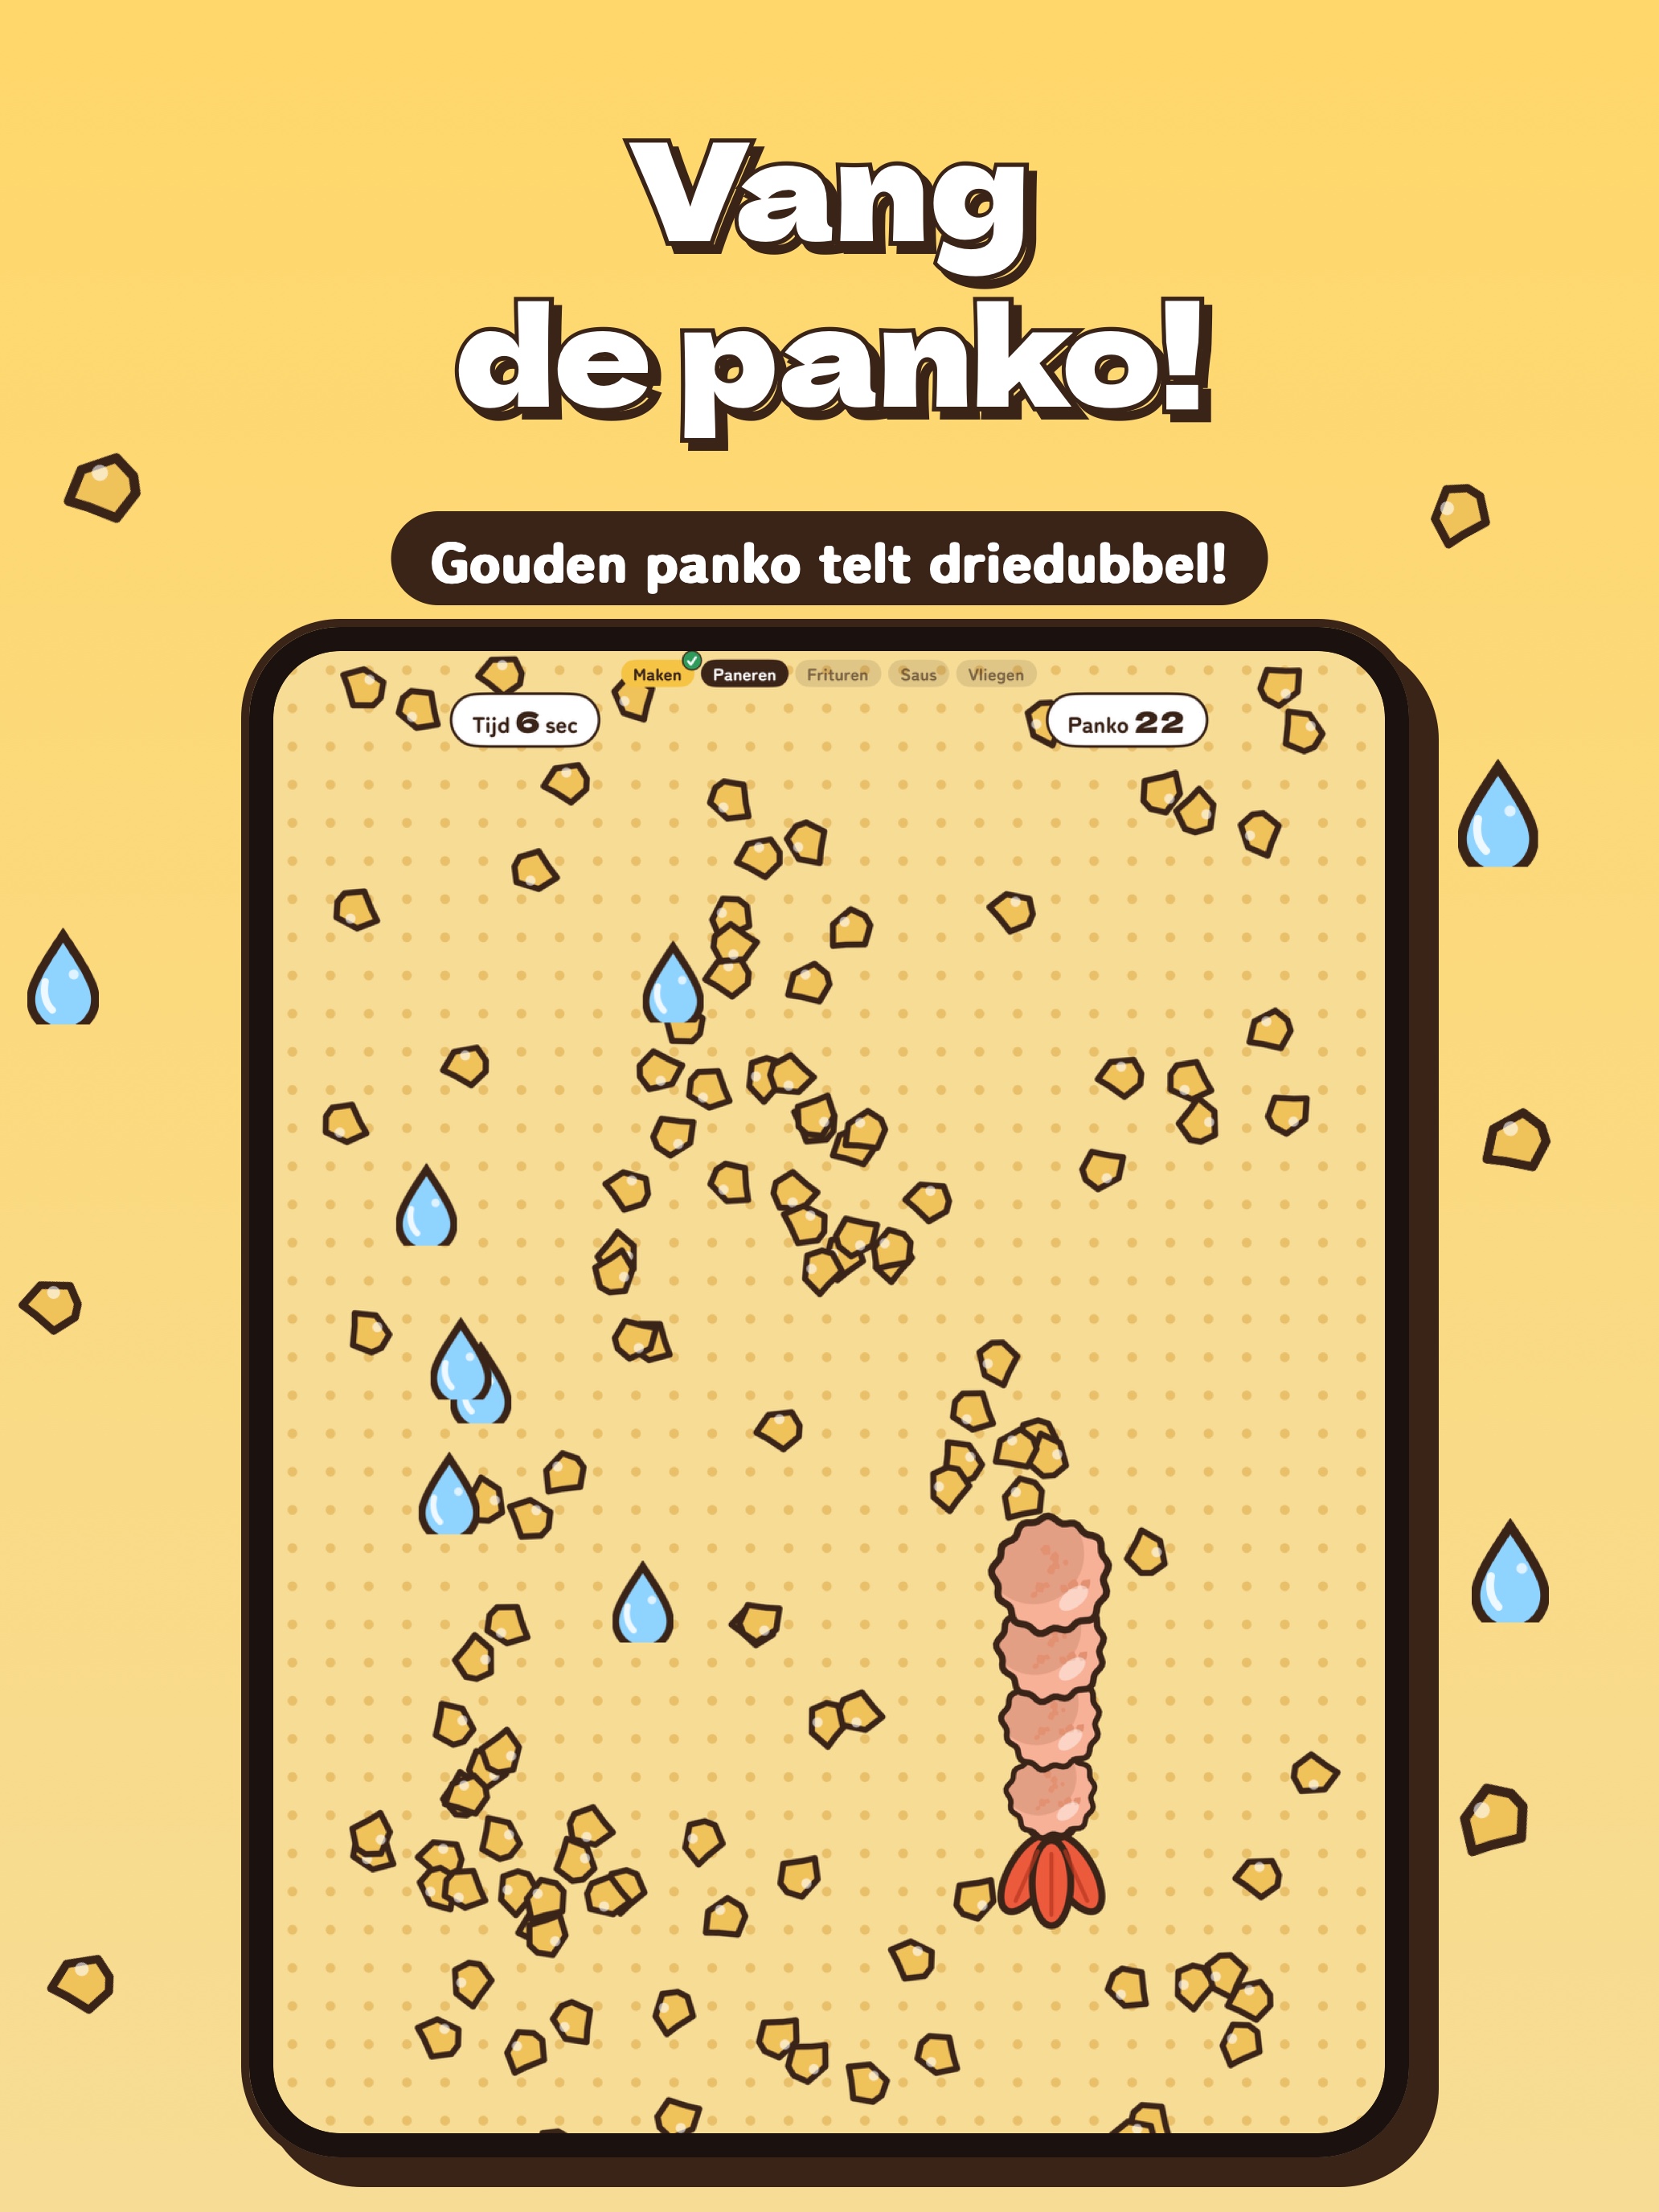 Vang
de panko!
Gouden panko telt driedubbel!
Maken Paneren Frituren Saus Vliegen
Tijd 6 sec Panko 22